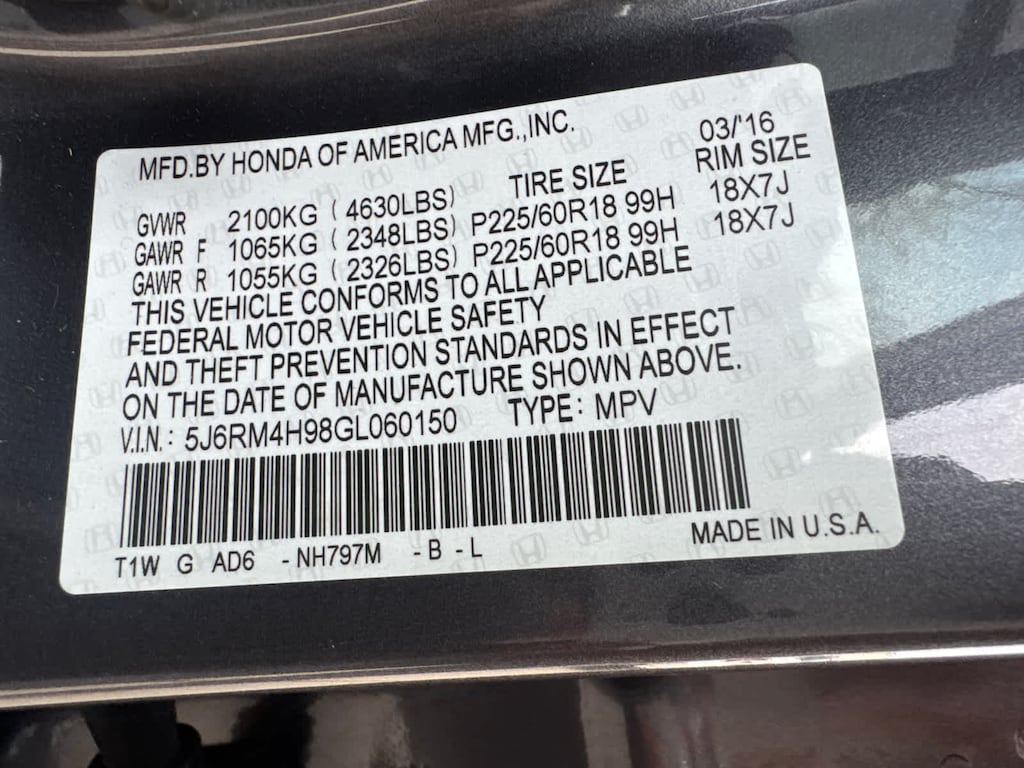 MFD.BY HONDA OF AMERICA MFG.,INC. 03/'16
TIRE SIZE RIM SIZE
GVWR 2100KG ( 4630LBS)
GAWR F 1065KG ( 2348LBS) P225/60R18 99H 18X7J
GAWR R 1055KG ( 2326LBS) P225/60R18 99H 18X7J
THIS VEHICLE CONFORMS TO ALL APPLICABLE
FEDERAL MOTOR VEHICLE SAFETY
AND THEFT PREVENTION STANDARDS IN EFFECT
ON THE DATE OF MANUFACTURE SHOWN ABOVE.
V.I.N.: 5J6RM4H98GL060150 TYPE: MPV
T1W G AD6 -NH797M -B -L MADE IN U.S.A.